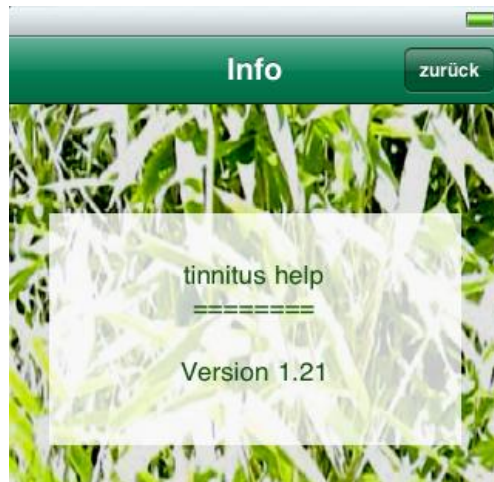 Info
zurück
tinnitus help
========
Version 1.21